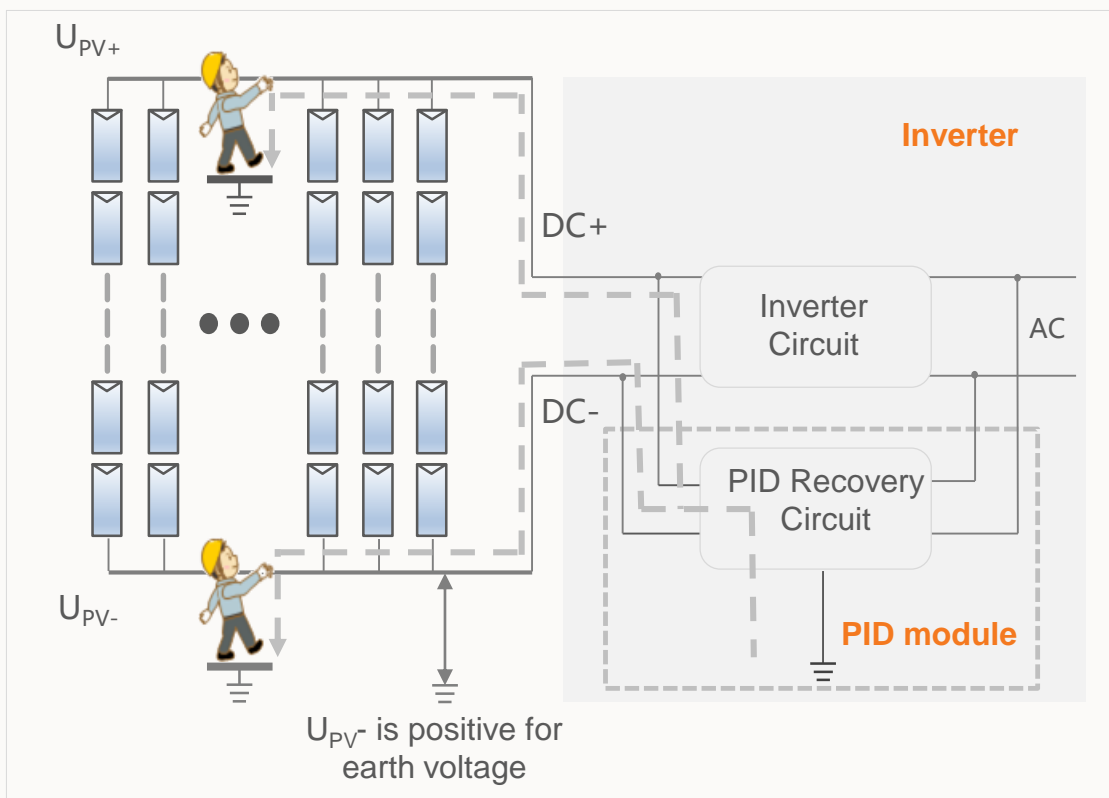 UPV+
Inverter
DC+
Inverter
Circuit
AC
DC-
PID Recovery
Circuit
UPV-
PID module
UPV- is positive for
earth voltage